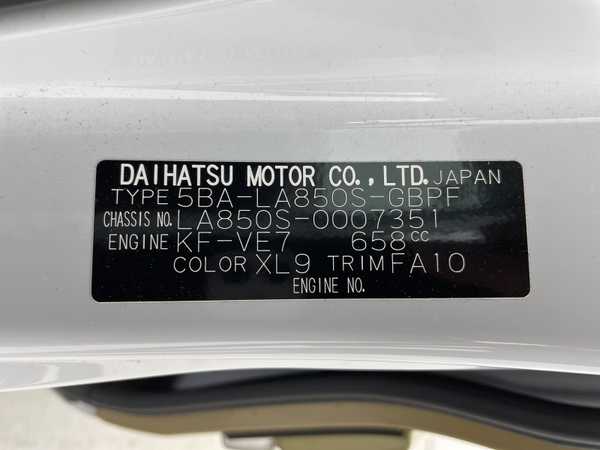 DAIHATSU MOTOR CO., LTD. JAPAN
TYPE 5BA-LA850S-GBPF
CHASSIS NO. LA850S-0007351
ENGINE KF-VE7 658cc
COLOR XL9 TRIM FA10
ENGINE NO.